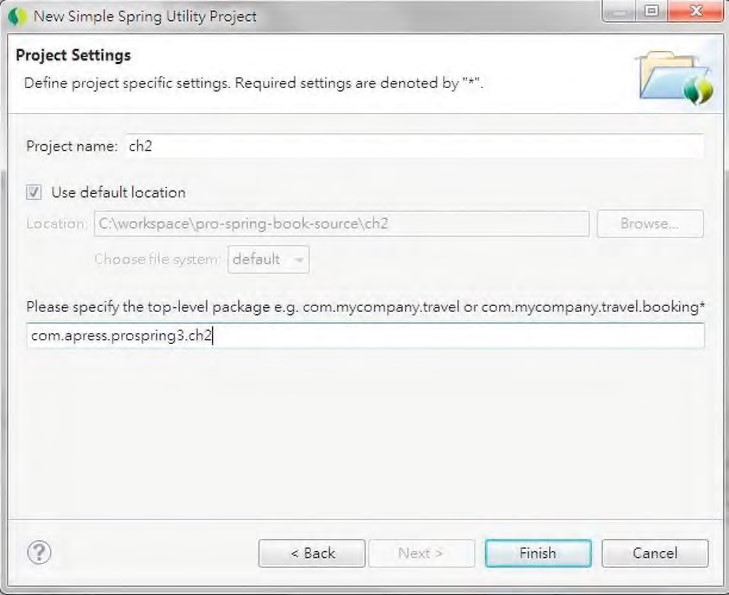 New Simple Spring Utility Project
Project Settings
Define project specific settings. Required settings are denoted by "*".
Project name: ch2
Use default location
Location: C:\workspace\pro-spring-book-source\ch2 Browse...
Choose file system: default
Please specify the top-level package e.g. com.mycompany.travel or com.mycompany.travel.booking*
com.apress.prospring3.ch2
? < Back Next > Finish Cancel